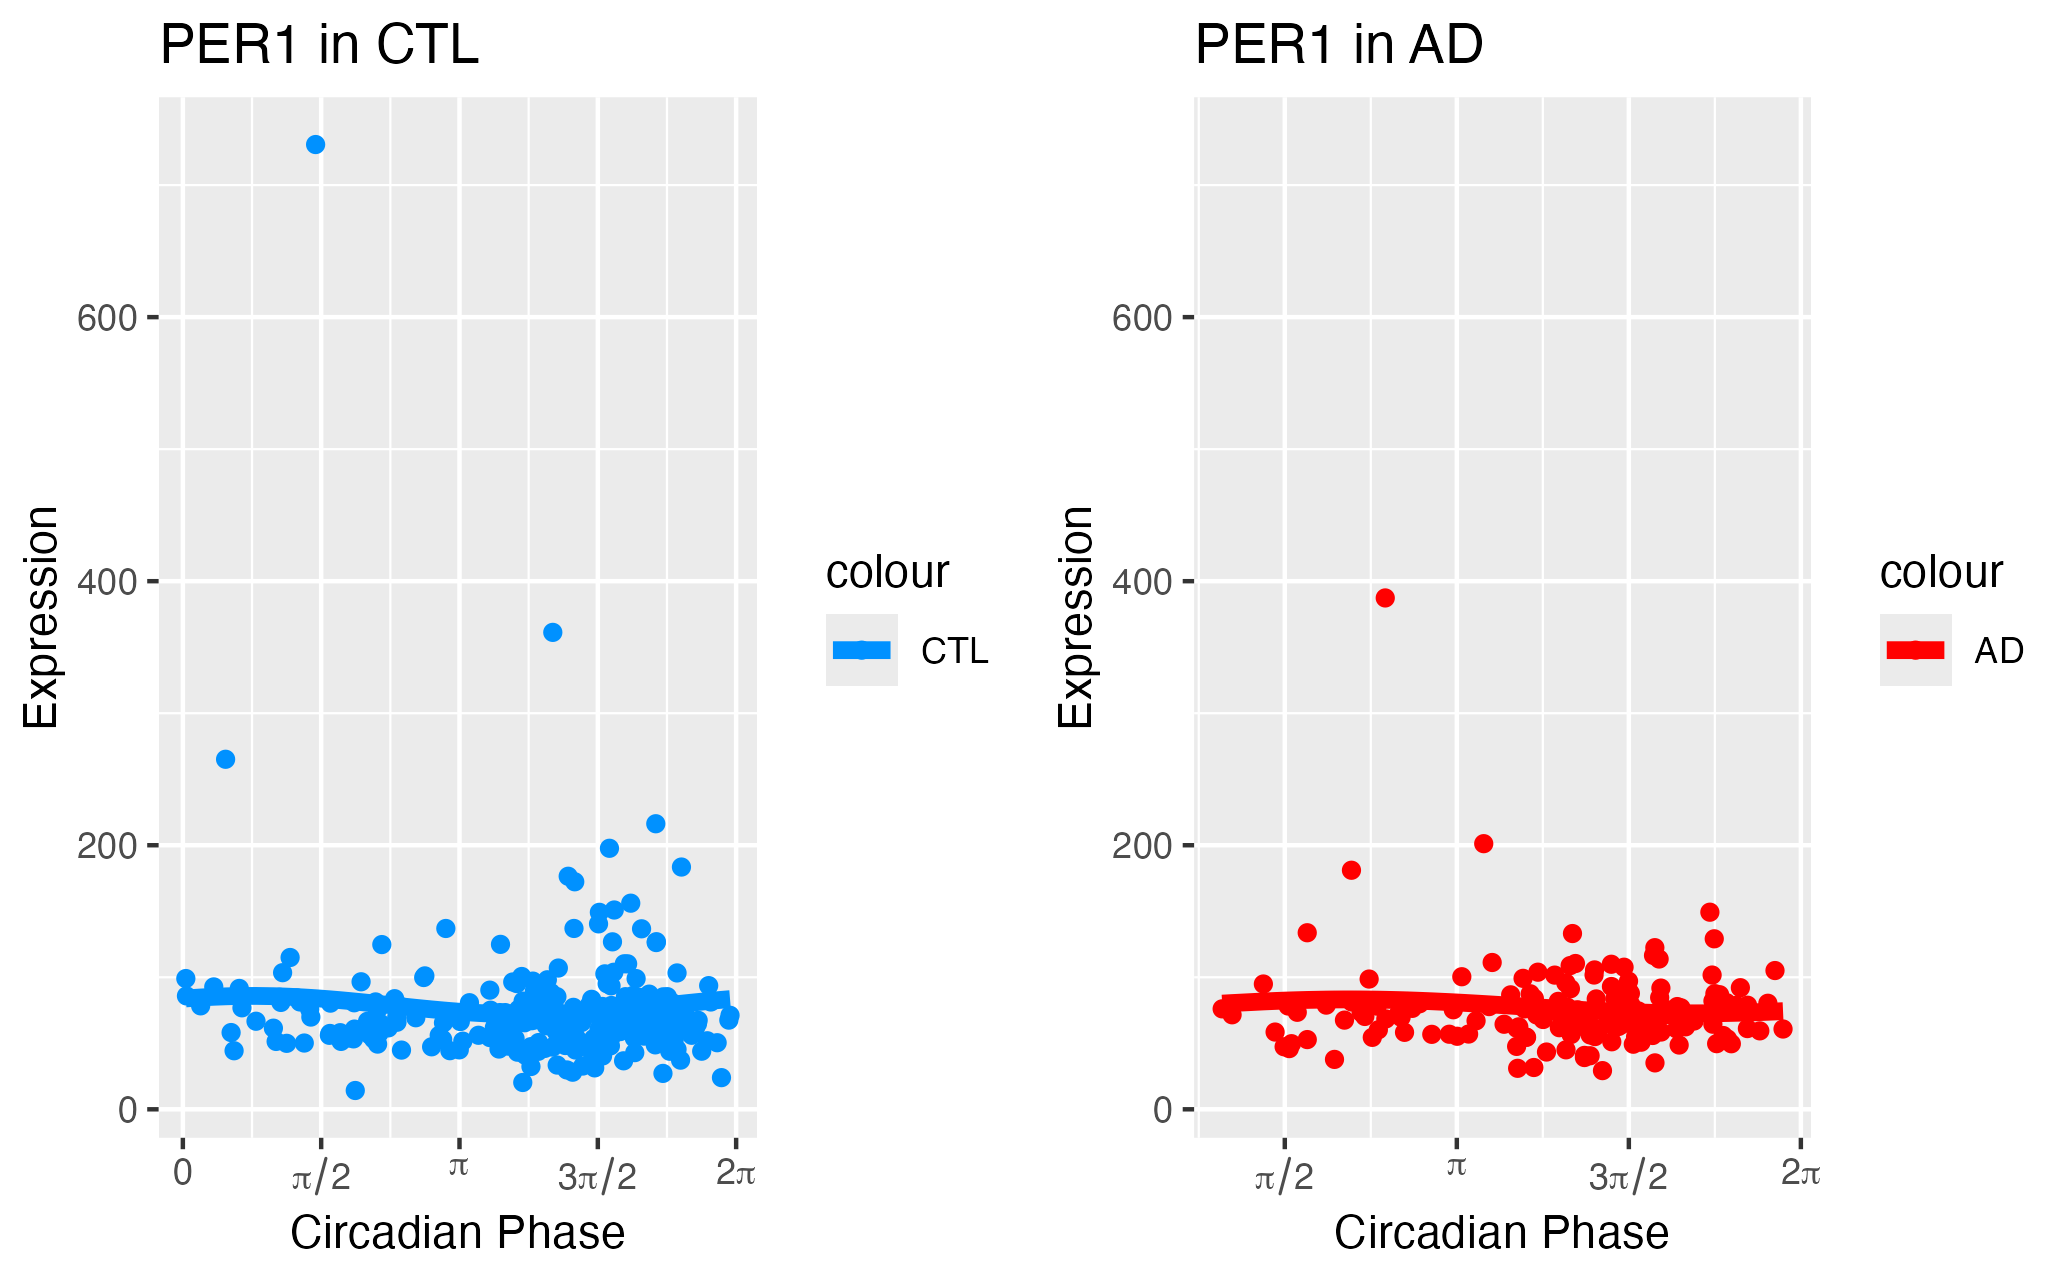 PER1 in CTL
600
400
200
0
0 π/2 π 3π/2 2π
Circadian Phase
Expression
colour
CTL
PER1 in AD
600
400
200
0
π/2 π 3π/2 2π
Circadian Phase
Expression
colour
AD